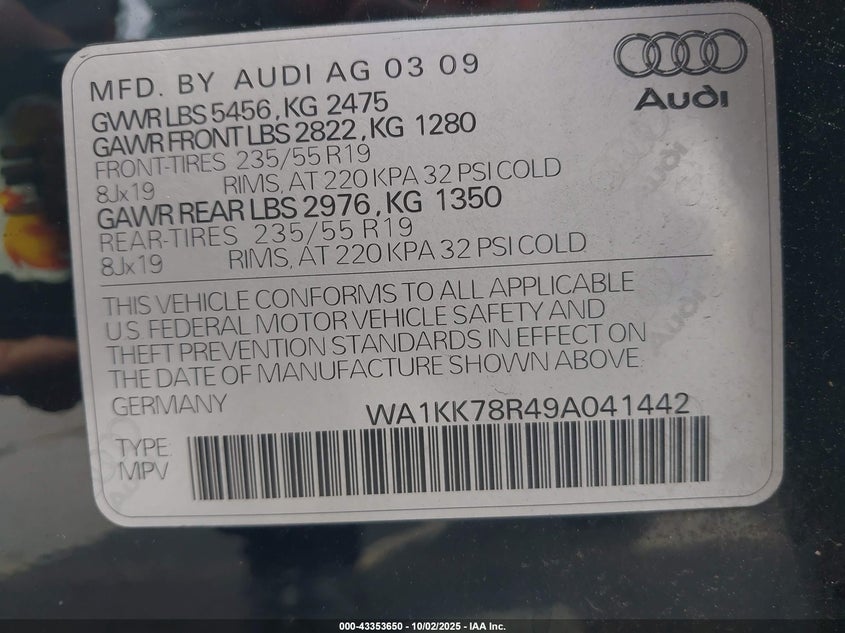 MFD. BY AUDI AG 03 09
Audi
GVWR LBS 5456, KG 2475
GAWR FRONT LBS 2822, KG 1280
FRONT-TIRES 235/55 R19
8Jx19 RIMS, AT 220 KPA 32 PSI COLD
GAWR REAR LBS 2976, KG 1350
REAR-TIRES 235/55 R19
8Jx19 RIMS, AT 220 KPA 32 PSI COLD
THIS VEHICLE CONFORMS TO ALL APPLICABLE
U.S. FEDERAL MOTOR VEHICLE SAFETY AND
THEFT PREVENTION STANDARDS IN EFFECT ON
THE DATE OF MANUFACTURE SHOWN ABOVE.
GERMANY WA1KK78R49A041442
TYPE:
MPV
Audi
Audi
Audi
000-43353650 - 10/02/2025 - IAA Inc.